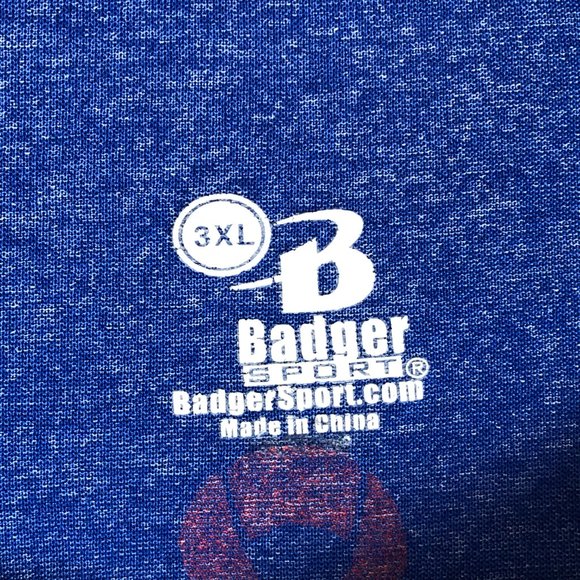 3XL
B
Badger
SPORT®
BadgerSport.com
Made in China